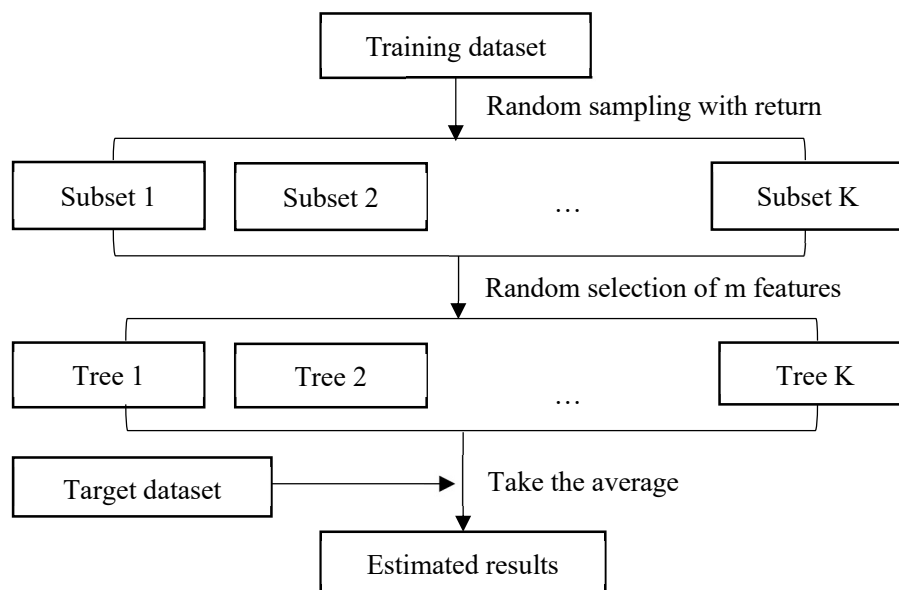 Training dataset
Random sampling with return
Subset 1
Subset 2
…
Subset K
Random selection of m features
Tree 1
Tree 2
…
Tree K
Target dataset
Take the average
Estimated results